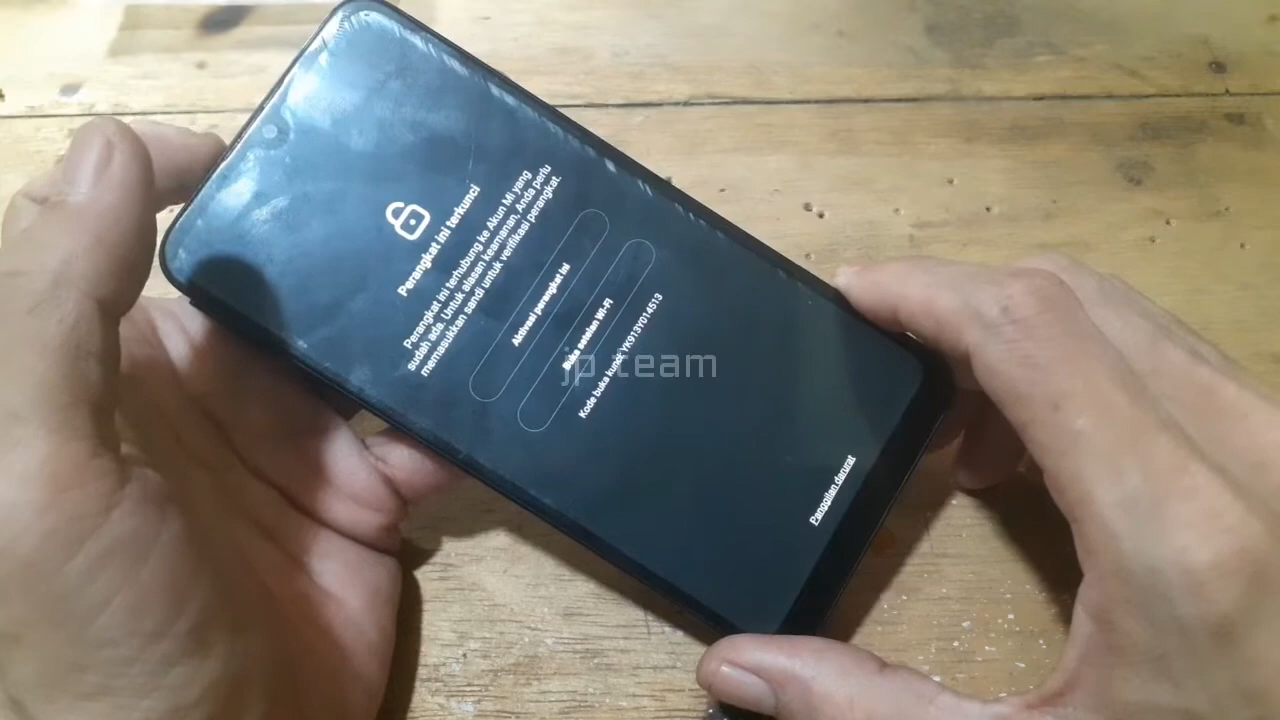 Perangkat ini terkunci
Perangkat ini terhubung ke Akun Mi yang
sudah ada. Untuk alasan keamanan, Anda perlu
memasukkan sandi untuk verifikasi perangkat.
Aktivasi perangkat ini
Buka setelan Wi-Fi
Kode buka kunci: YK913Y014513
Panggilan darurat
jp team